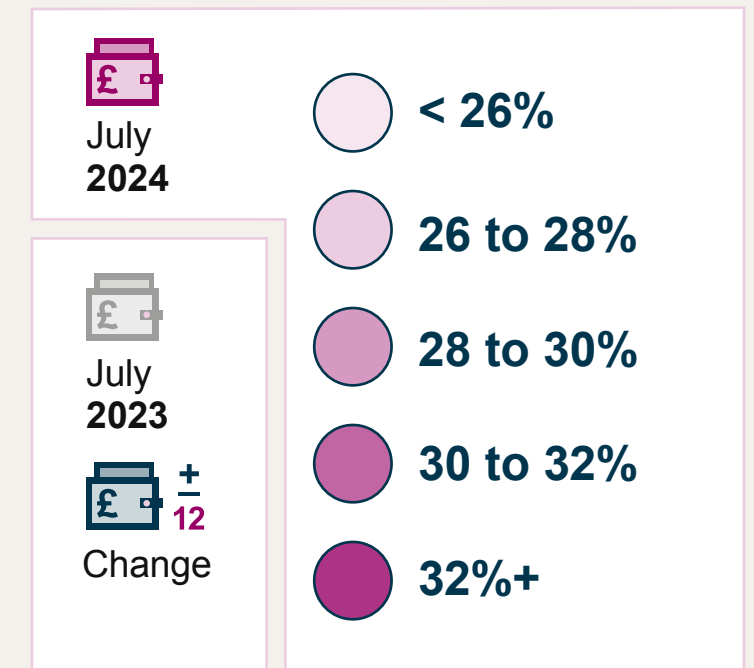 £
July
2024
£
July
2023
£ + 12
Change
< 26%
26 to 28%
28 to 30%
30 to 32%
32%+